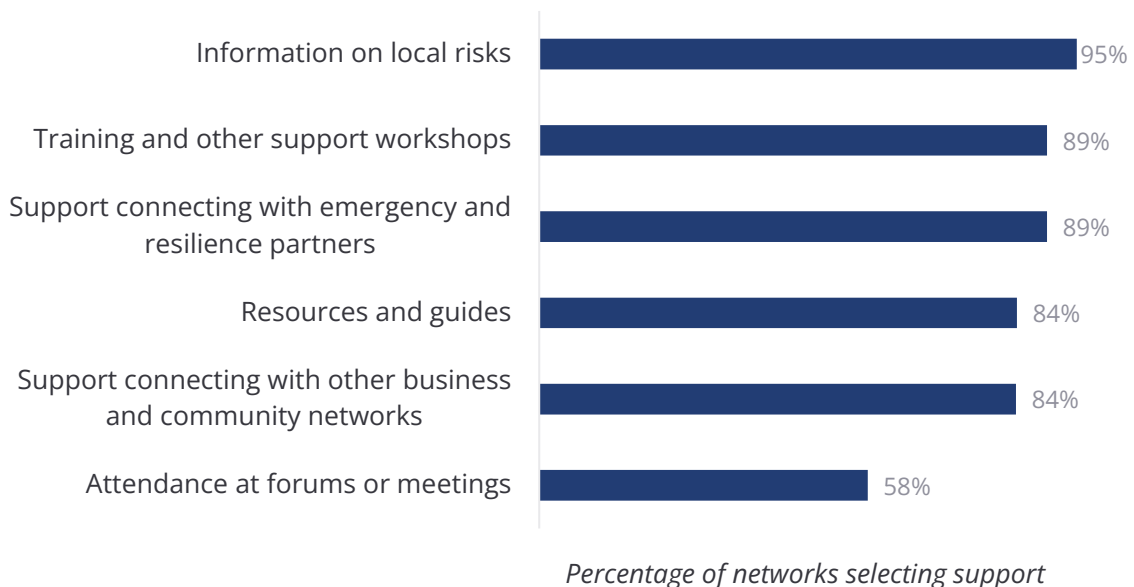 Information on local risks
95%
Training and other support workshops
89%
Support connecting with emergency and
resilience partners
89%
Resources and guides
84%
Support connecting with other business
and community networks
84%
Attendance at forums or meetings
58%
Percentage of networks selecting support